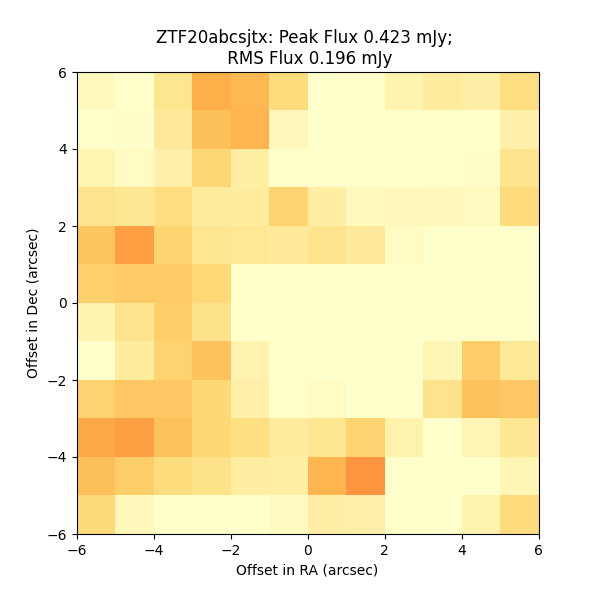 ZTF20abcsjtx: Peak Flux 0.423 mJy;
RMS Flux 0.196 mJy
6
4
2
0
−2
−4
−6
Offset in Dec (arcsec)
−6 −4 −2 0 2 4 6
Offset in RA (arcsec)